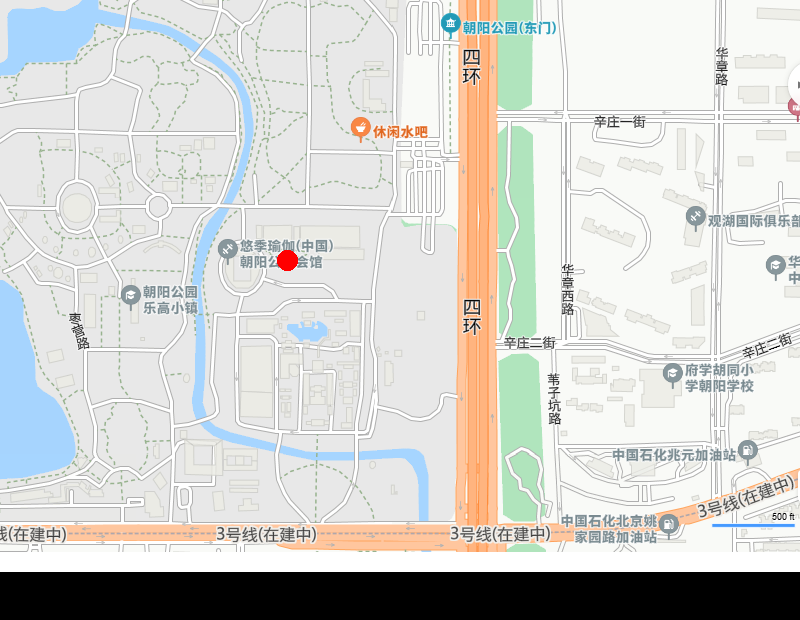 朝阳公园(东门)
四环
华章路
休闲水吧
辛庄一街
观湖国际俱乐部
悠季瑜伽(中国)
朝阳公 会馆
华
中
朝阳公园
乐高小镇
华章西路
枣营路
四环
辛庄二街
辛庄二街
府学胡同小
学朝阳学校
苇子坑路
中国石化兆元加油站
3号线(在建中)
中国石化北京姚
家园路加油站
500 ft
线(在建中)
3号线(在建中)
3号线(在建中)